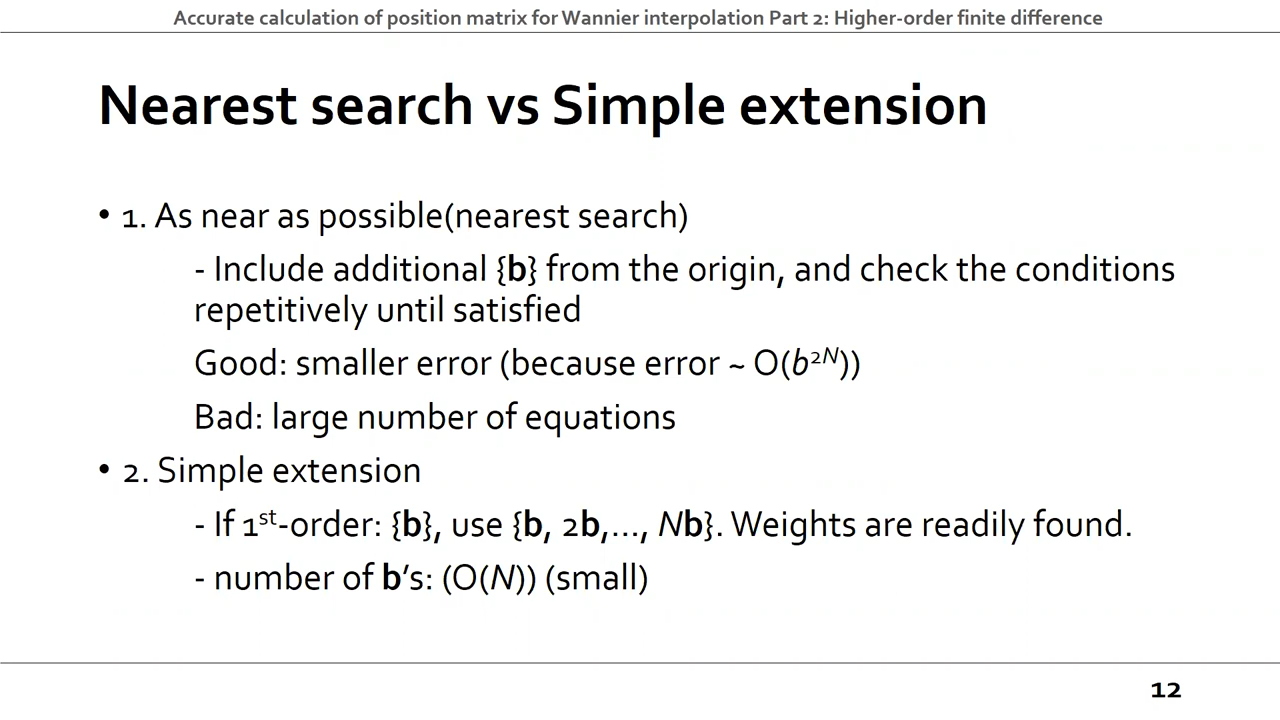 Accurate calculation of position matrix for Wannier interpolation Part 2: Higher-order finite difference
Nearest search vs Simple extension
• 1. As near as possible(nearest search)
- Include additional {b} from the origin, and check the conditions
repetitively until satisfied
Good: smaller error (because error ~ O(b²ᴺ))
Bad: large number of equations
• 2. Simple extension
- If 1ˢᵗ-order: {b}, use {b, 2b,..., Nb}. Weights are readily found.
- number of b's: (O(N)) (small)
12